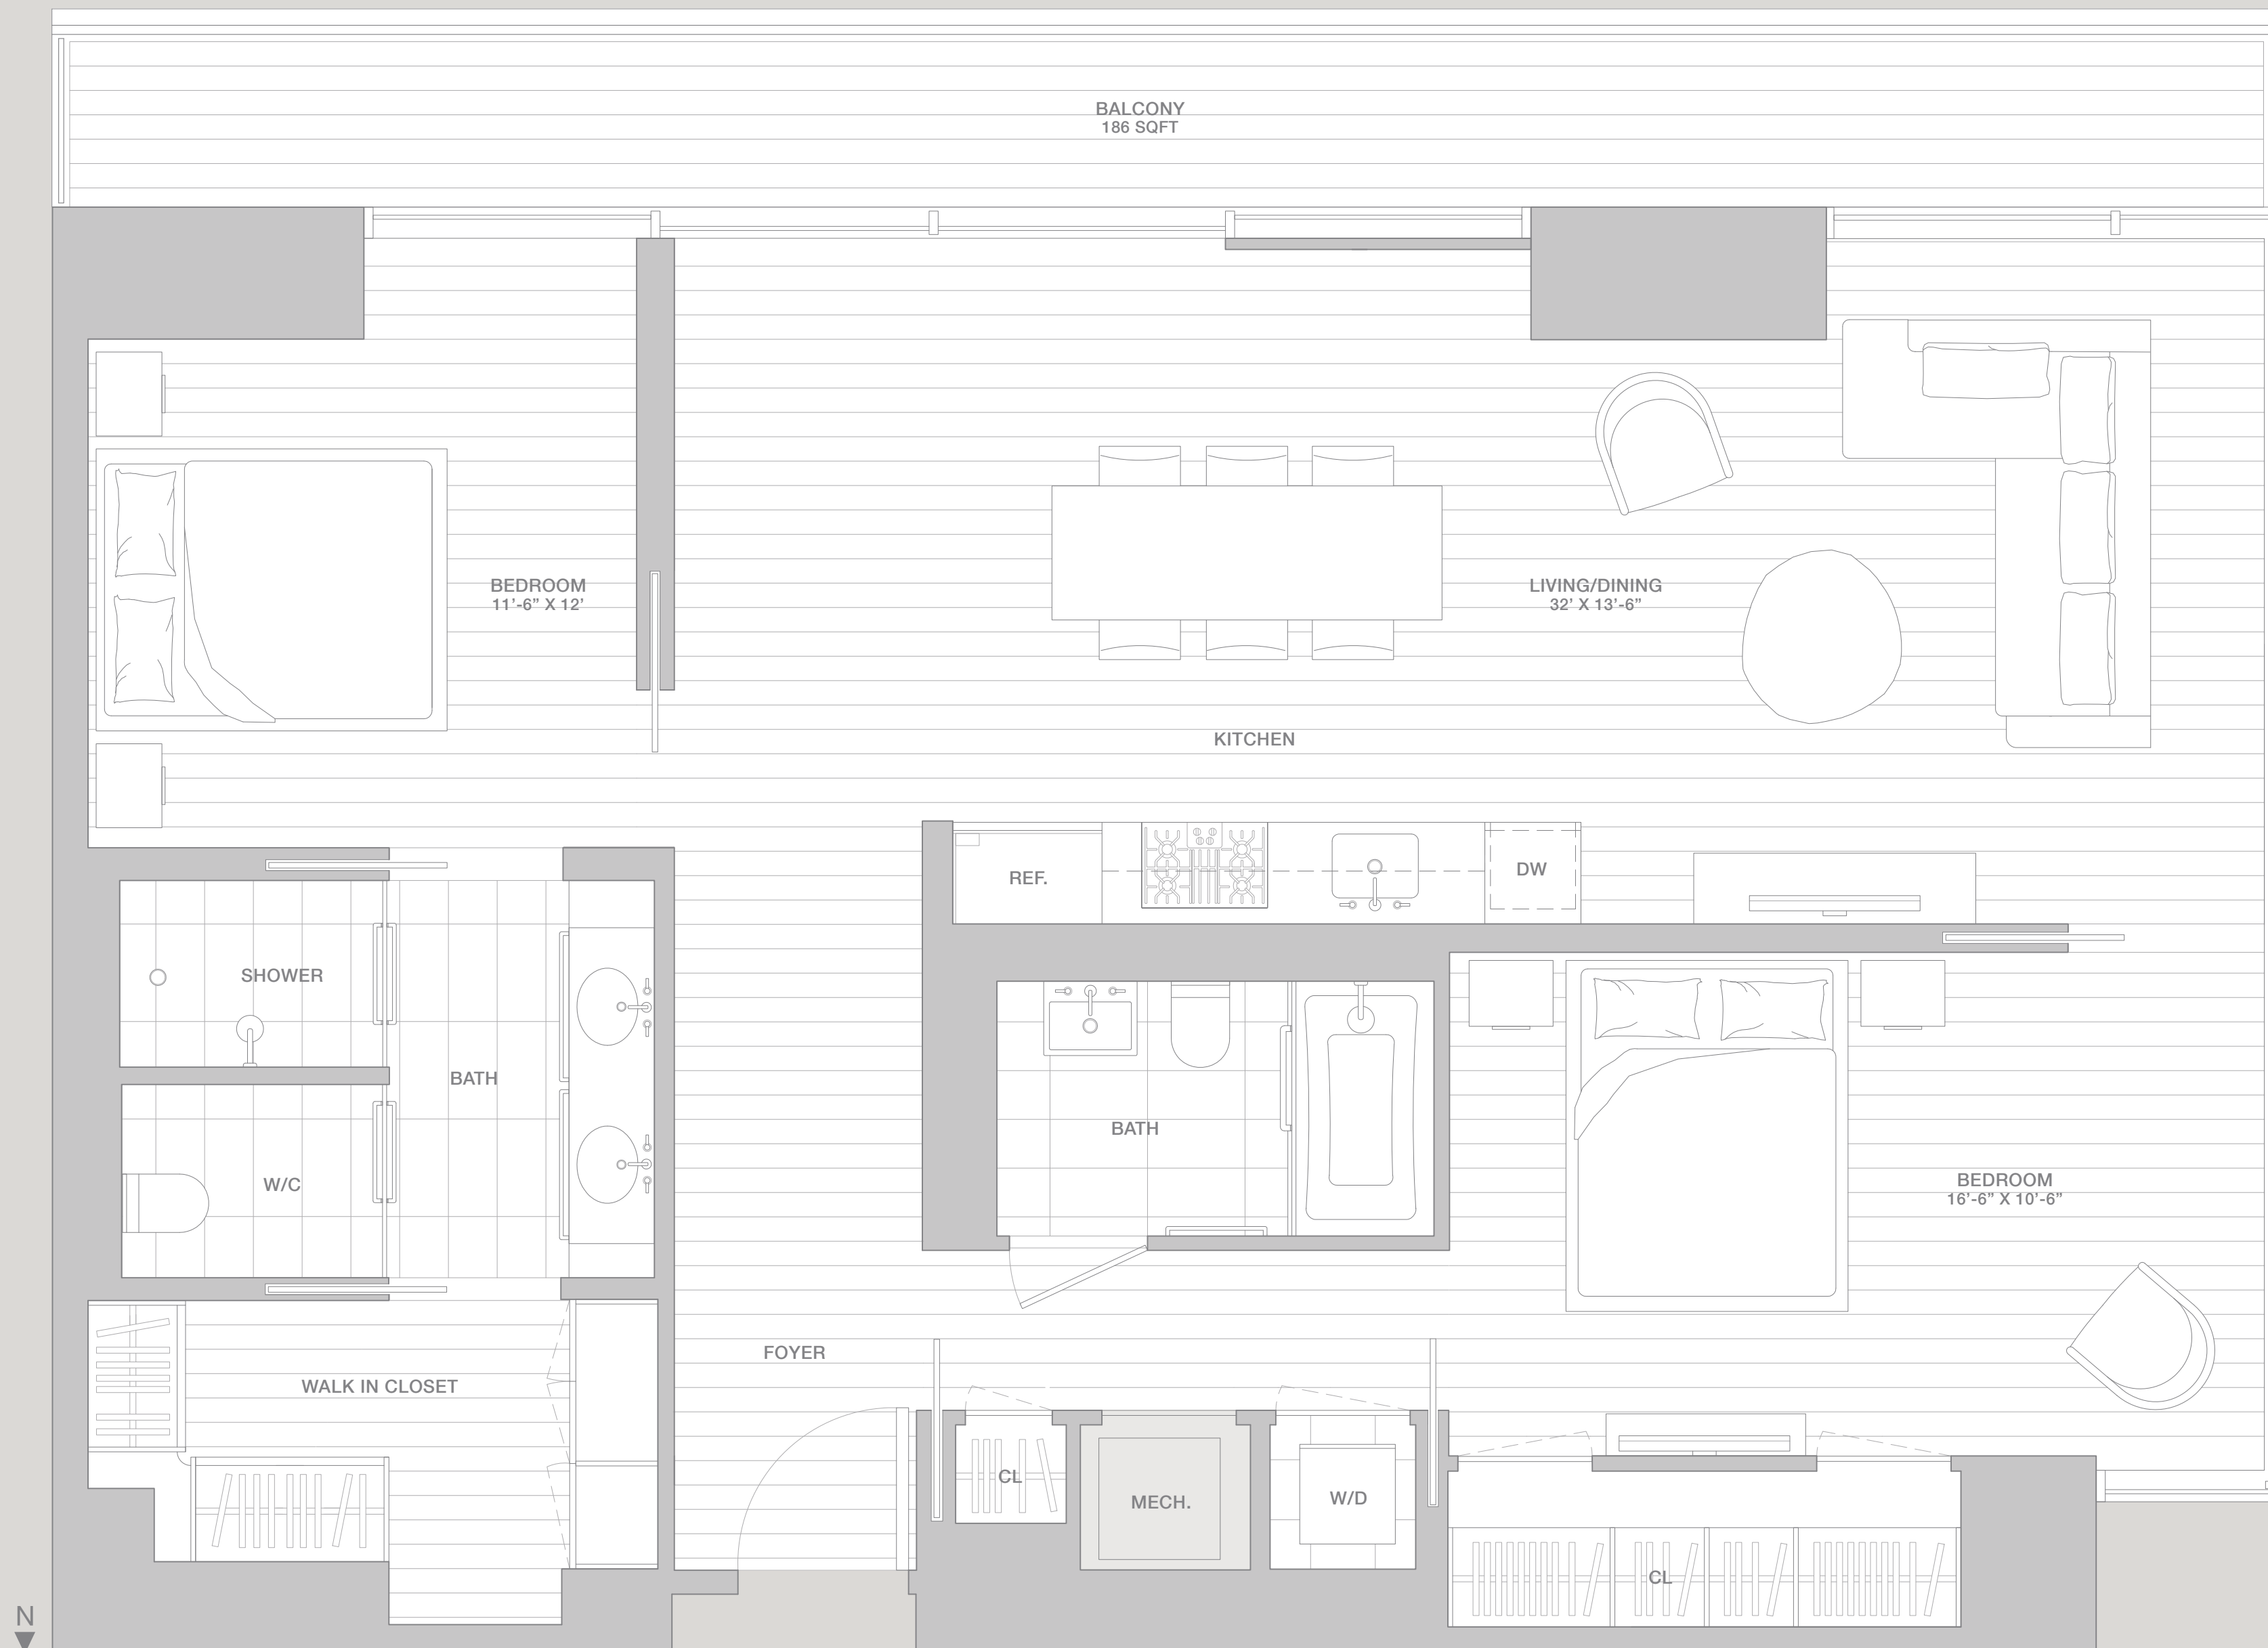 BALCONY
186 SQFT
BEDROOM
11’-6” X 12’
LIVING/DINING
32’ X 13’-6”
KITCHEN
REF.
DW
SHOWER
BATH
BATH
W/C
BEDROOM
16’-6” X 10’-6”
FOYER
WALK IN CLOSET
CL
MECH.
W/D
CL
N